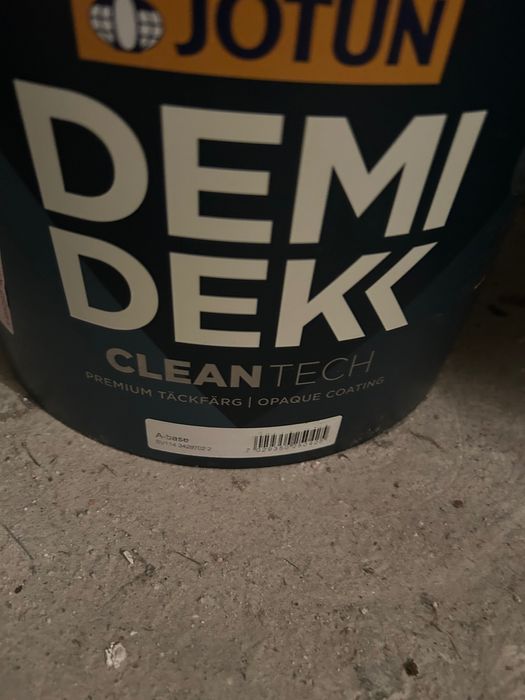 JOTUN
DEMI
DEKK
CLEANTECH
PREMIUM TÄCKFÄRG | OPAQUE COATING
A-base